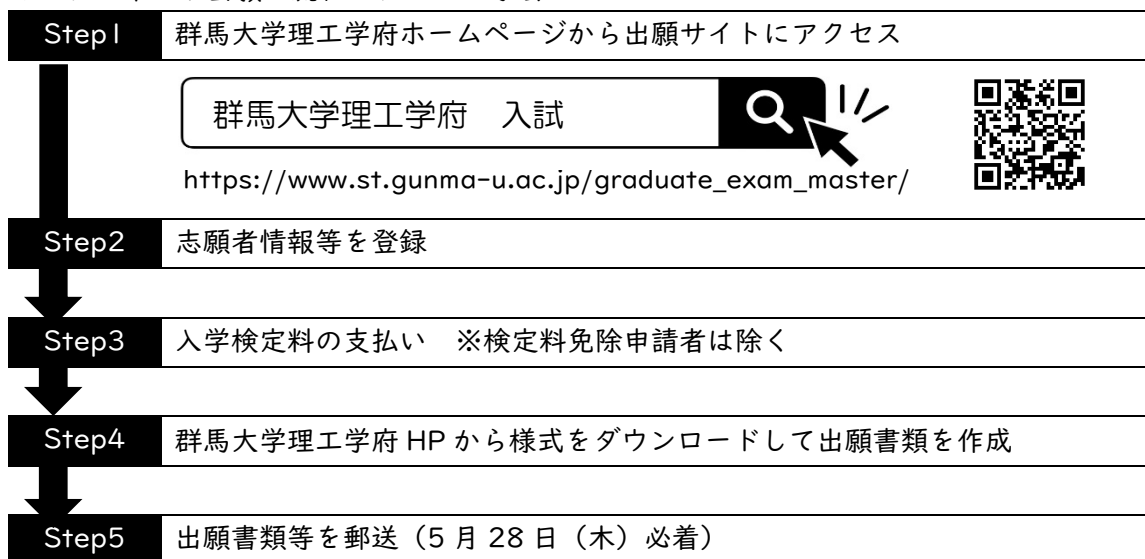 Step1 群馬大学理工学府ホームページから出願サイトにアクセス
群馬大学理工学府 入試
https://www.st.gunma-u.ac.jp/graduate_exam_master/
Step2 志願者情報等を登録
Step3 入学検定料の支払い ※検定料免除申請者は除く
Step4 群馬大学理工学府 HP から様式をダウンロードして出願書類を作成
Step5 出願書類等を郵送（5 月 28 日（木）必着）